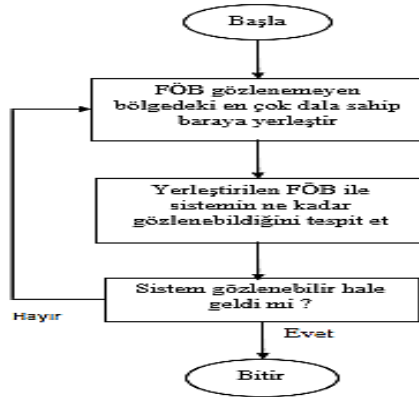 Başla
FÖB gözlenemeyen
bölgedeki en çok dala sahip
baraya yerleştir
Yerleştirilen FÖB ile
sistemin ne kadar
gözlenebildiğini tespit et
Sistem gözlenebilir hale
geldi mi ?
Hayır
Evet
Bitir